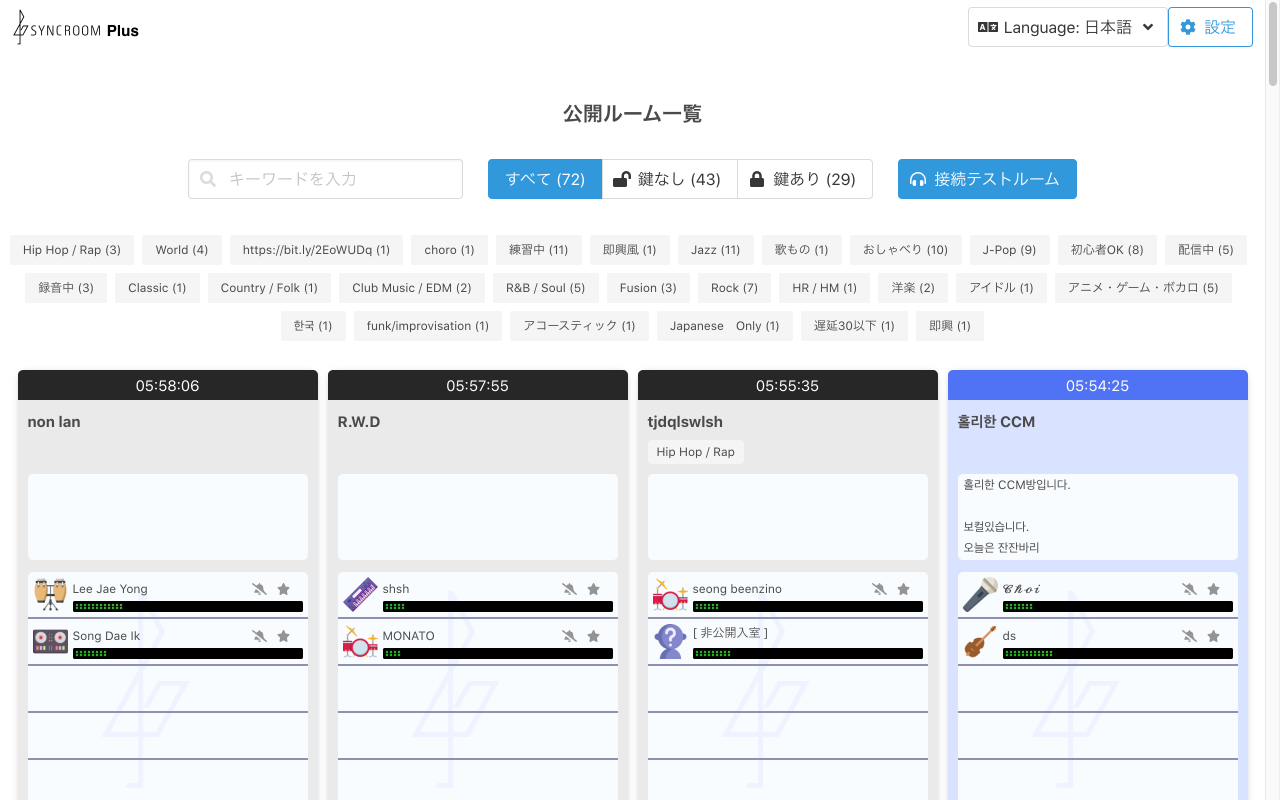 SYNCROOM Plus
Language: 日本語
設定
公開ルーム一覧
キーワードを入力
すべて (72)
鍵なし (43)
鍵あり (29)
接続テストルーム
Hip Hop / Rap (3)
World (4)
https://bit.ly/2EoWUDq (1)
choro (1)
練習中 (11)
即興風 (1)
Jazz (11)
歌もの (1)
おしゃべり (10)
J-Pop (9)
初心者OK (8)
配信中 (5)
録音中 (3)
Classic (1)
Country / Folk (1)
Club Music / EDM (2)
R&B / Soul (5)
Fusion (3)
Rock (7)
HR / HM (1)
洋楽 (2)
アイドル (1)
アニメ・ゲーム・ボカロ (5)
한국 (1)
funk/improvisation (1)
アコースティック (1)
Japanese　Only (1)
遅延30以下 (1)
即興 (1)
05:58:06
non lan
Lee Jae Yong
Song Dae Ik
05:57:55
R.W.D
shsh
MONATO
05:55:35
tjdqlswlsh
Hip Hop / Rap
seong beenzino
[ 非公開入室 ]
05:54:25
홀리한 CCM
홀리한 CCM방입니다.
보컬있습니다.
오늘은 잔잔바리
𝓒𝓱𝓸𝓲
ds